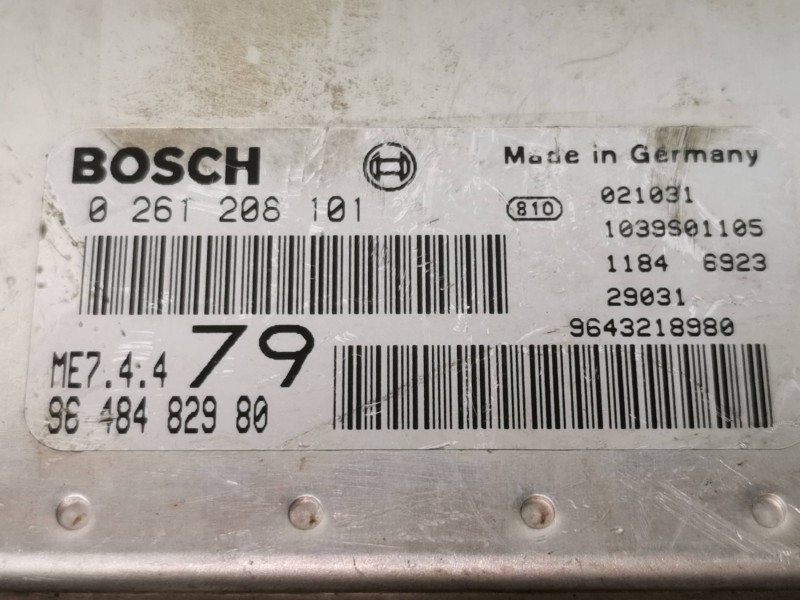 BOSCH
0 261 208 101
ME7.4.4 79
96 484 829 80
Made in Germany
810
021031
1039S01105
1184 6923
29031
9643218980